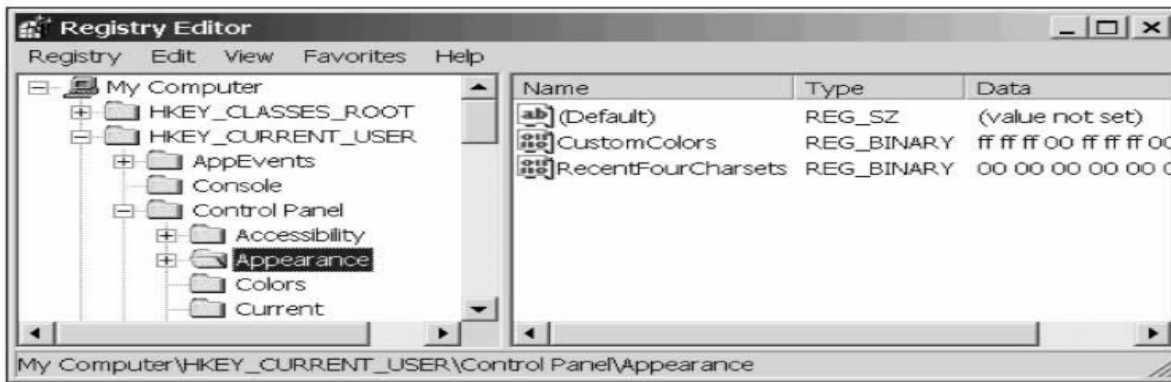 Registry Editor
Registry Edit View Favorites Help
My Computer
HKEY_CLASSES_ROOT
HKEY_CURRENT_USER
AppEvents
Console
Control Panel
Accessibility
Appearance
Colors
Current
Name Type Data
(Default) REG_SZ (value not set)
CustomColors REG_BINARY ff ff ff 00 ff ff ff 00
RecentFourCharsets REG_BINARY 00 00 00 00 00
My Computer\HKEY_CURRENT_USER\Control Panel\Appearance